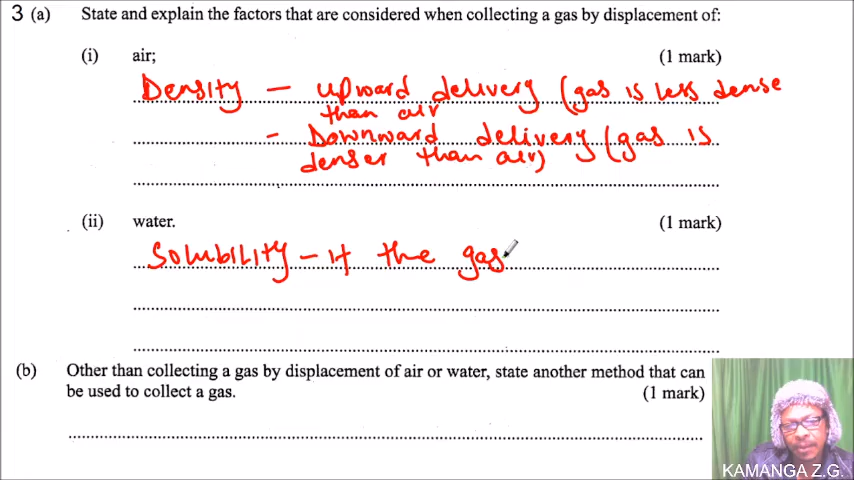 3 (a) State and explain the factors that are considered when collecting a gas by displacement of:
(i) air; (1 mark)
Density - upward delivery (gas is less dense
than air
- Downward delivery (gas is
denser than air)
(ii) water. (1 mark)
Solubility - if the gas
(b) Other than collecting a gas by displacement of air or water, state another method that can
be used to collect a gas. (1 mark)
KAMANGA Z.G.